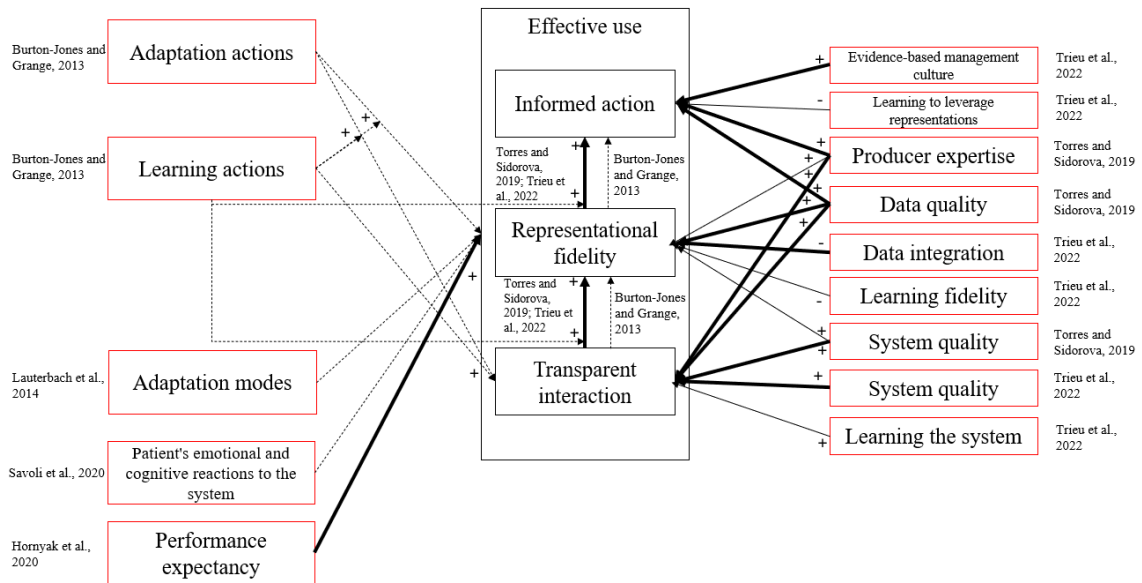 Effective use
Burton-Jones and
Grange, 2013
Adaptation actions
Burton-Jones and
Grange, 2013
Learning actions
Lauterbach et al.,
2014
Adaptation modes
Savoli et al., 2020
Patient's emotional and
cognitive reactions to the
system
Hornyak et al.,
2020
Performance
expectancy
Informed action
Torres and
Sidorova,
2019; Trieu et
al., 2022
Burton-Jones
and Grange,
2013
Representational
fidelity
Torres and
Sidorova,
2019; Trieu et
al., 2022
Burton-Jones
and Grange,
2013
Transparent
interaction
Evidence-based management
culture
Trieu et al.,
2022
Learning to leverage
representations
Trieu et al.,
2022
Producer expertise
Torres and
Sidorova, 2019
Data quality
Torres and
Sidorova, 2019
Data integration
Trieu et al.,
2022
Learning fidelity
Trieu et al.,
2022
System quality
Torres and
Sidorova, 2019
System quality
Trieu et al.,
2022
Learning the system
Trieu et al.,
2022
+
+
+
+
+
+
+
+
+
-
+
+
+
+
+
+
-
-
+
+
+
+